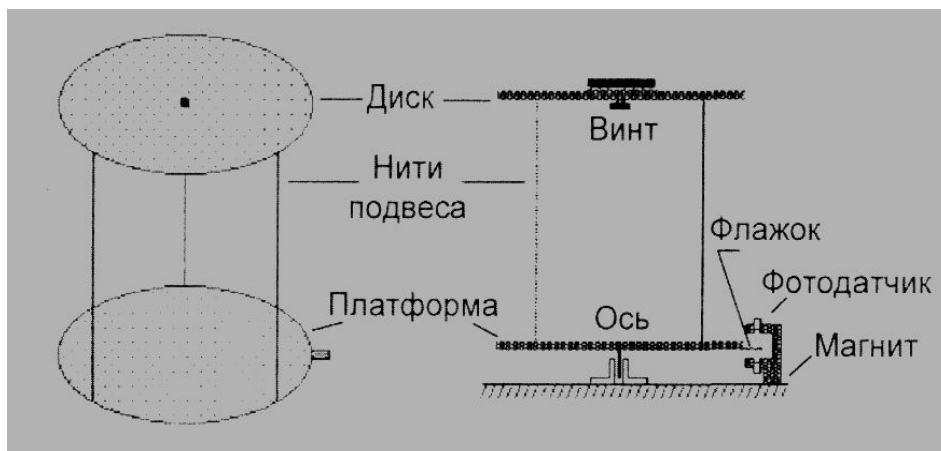 Диск
Винт
Нити
подвеса
Флажок
Фотодатчик
Платформа
Ось
Магнит